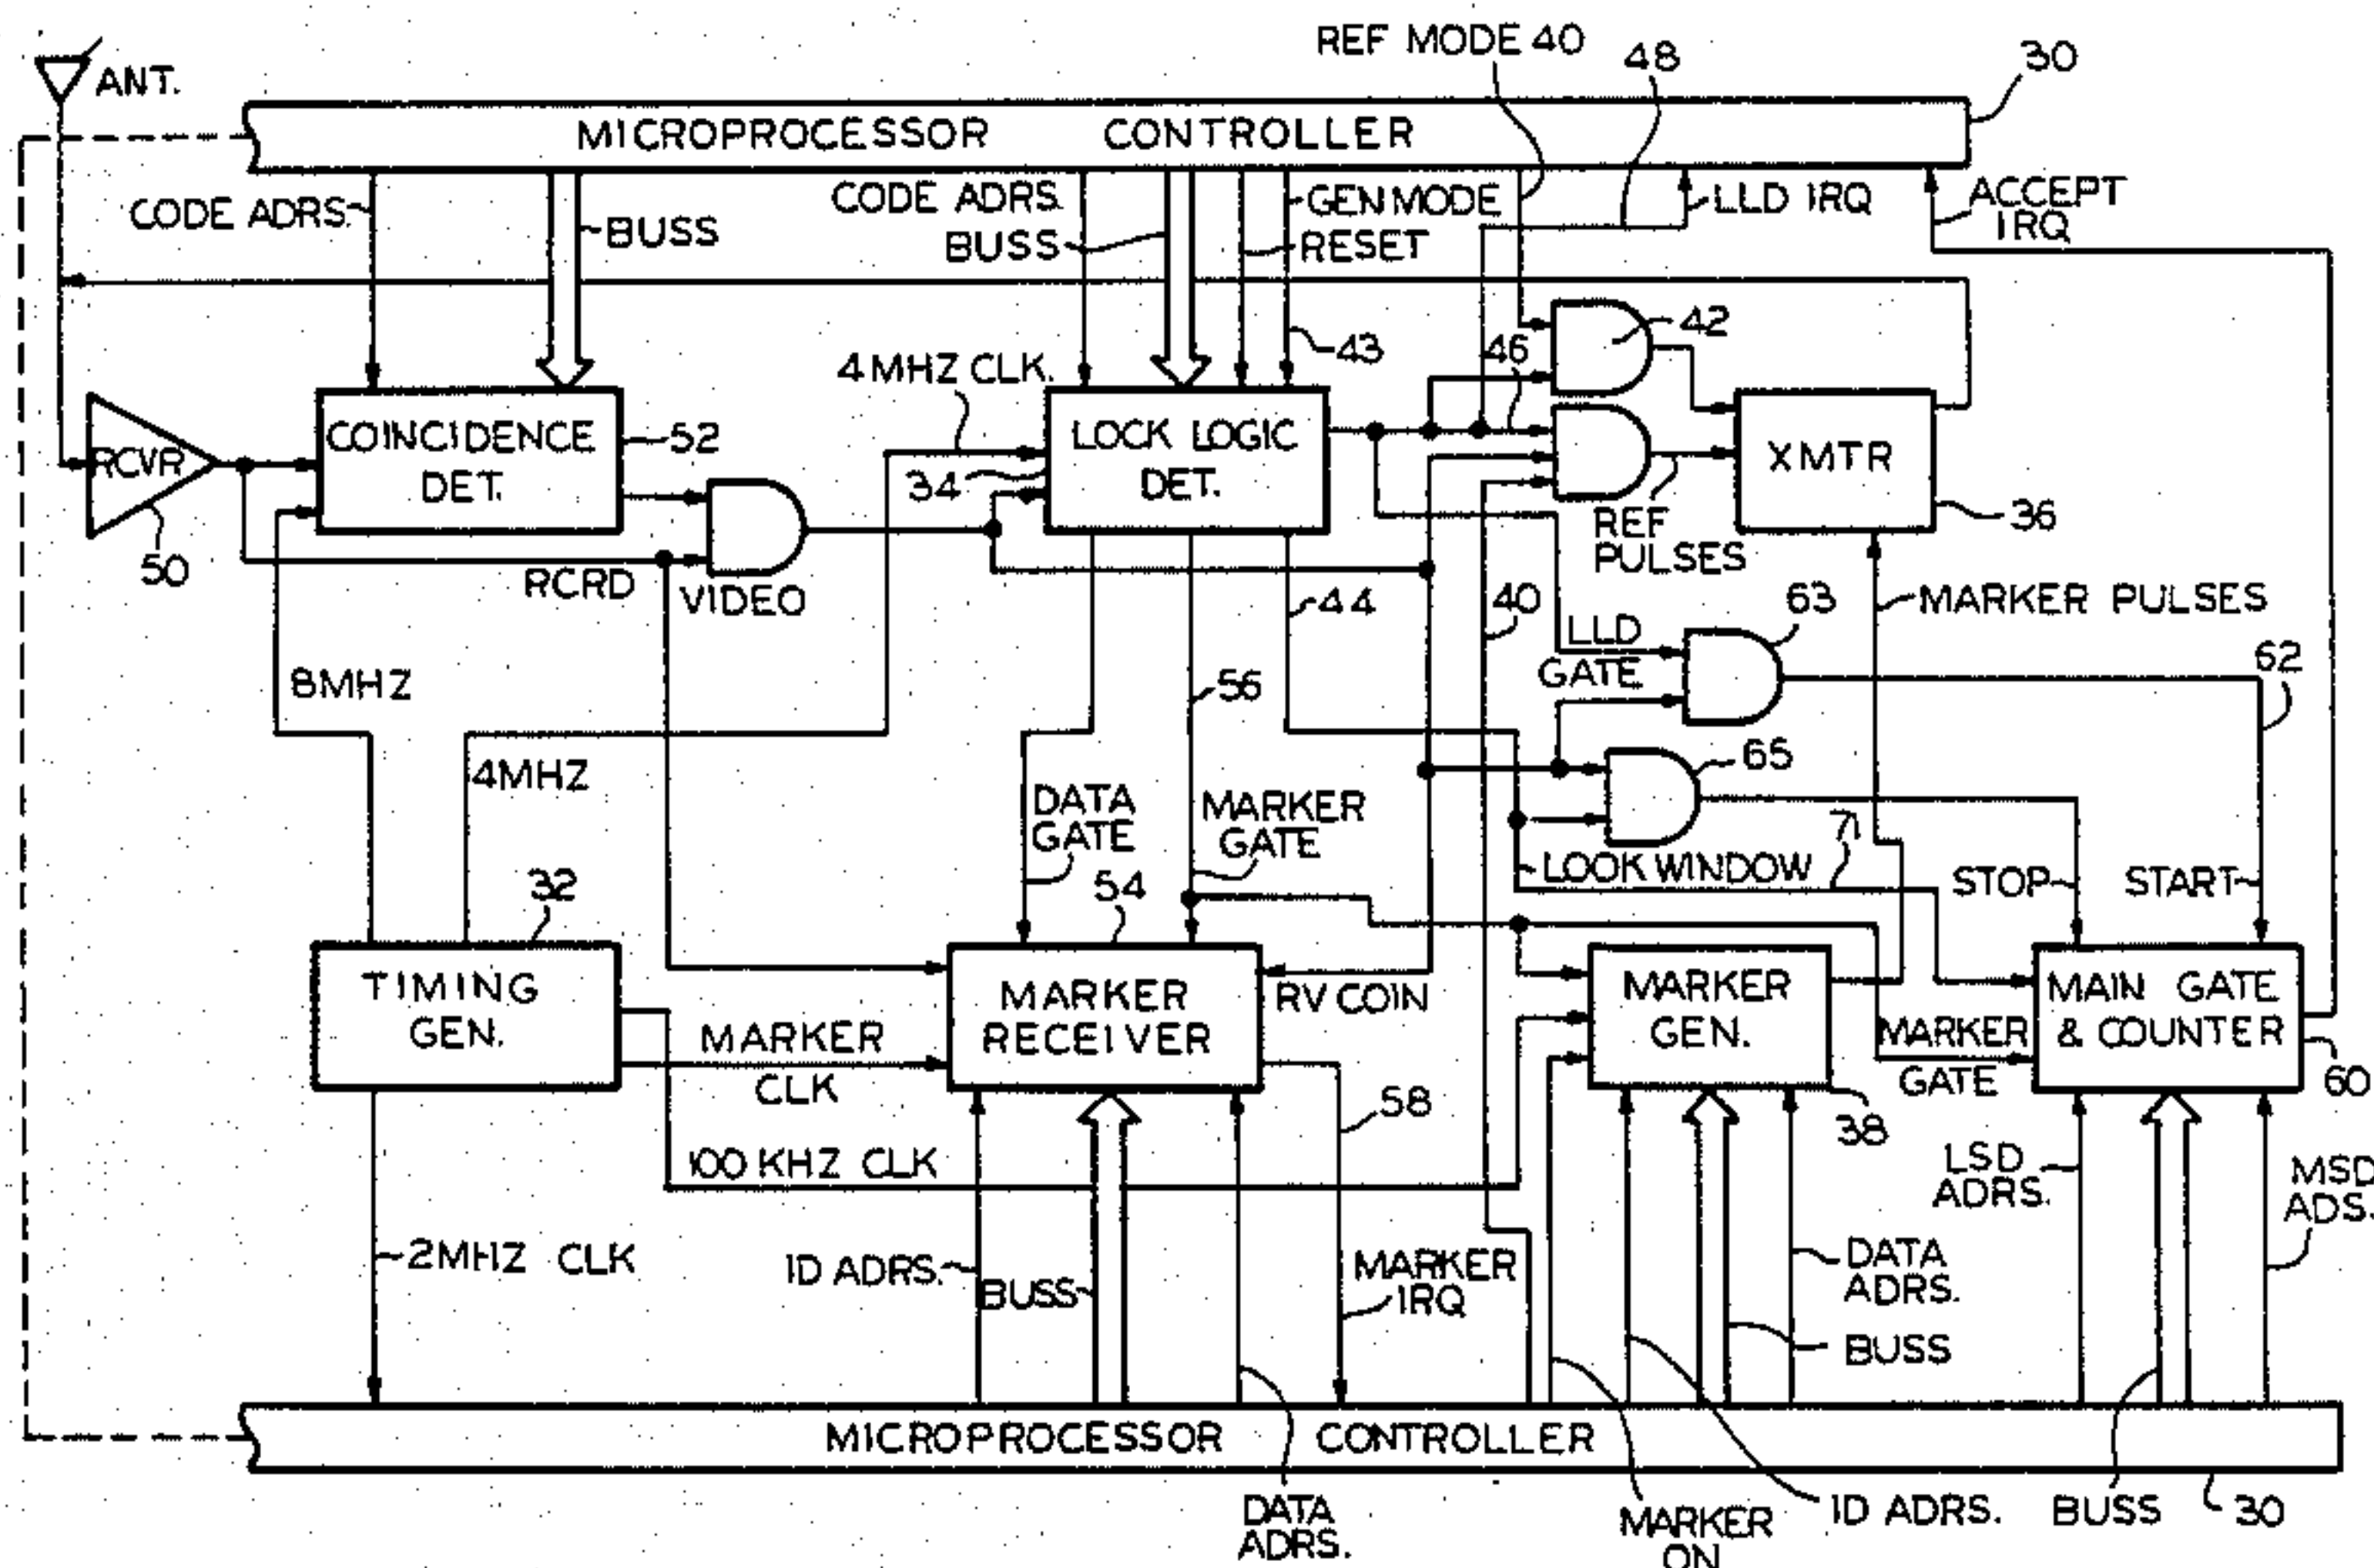 REF MODE 40
48
30
ANT.
MICROPROCESSOR CONTROLLER
CODE ADRS.
BUSS
CODE ADRS.
BUSS
GEN MODE
RESET
LLD IRQ
ACCEPT
IRQ
43
46
42
4 MHZ CLK.
RCVR
50
COINCIDENCE
DET.
52
34
LOCK LOGIC
DET.
XMTR
36
REF
PULSES
RCRD
VIDEO
44
40
MARKER PULSES
63
LLD
GATE
62
8MHZ
56
4MHZ
65
DATA
GATE
MARKER
GATE
71
LOOK WINDOW
STOP
START
32
54
TIMING
GEN.
MARKER
RECEIVER
RV COIN
MARKER
GEN.
MAIN GATE
& COUNTER
MARKER
GATE
60
MARKER
CLK
58
38
100 KHZ CLK
LSD
ADRS.
MSD
ADS.
2MHZ CLK
ID ADRS.
BUSS
MARKER
IRQ
DATA
ADRS.
BUSS
MICROPROCESSOR CONTROLLER
DATA
ADRS.
MARKER
ON
ID ADRS.
BUSS
30